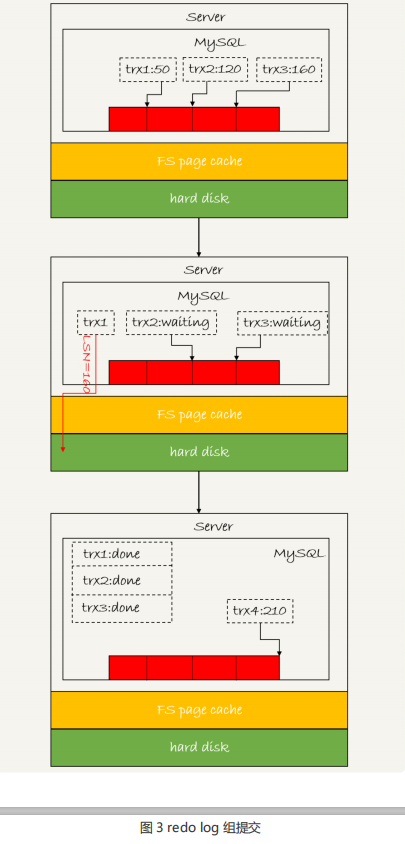 Server
MySQL
trx1:50 trx2:120 trx3:160
FS page cache
hard disk
Server
MySQL
trx1 trx2:waiting trx3:waiting
LSN=160
FS page cache
hard disk
Server
MySQL
trx1:done
trx2:done
trx3:done
trx4:210
FS page cache
hard disk
图 3 redo log 组提交